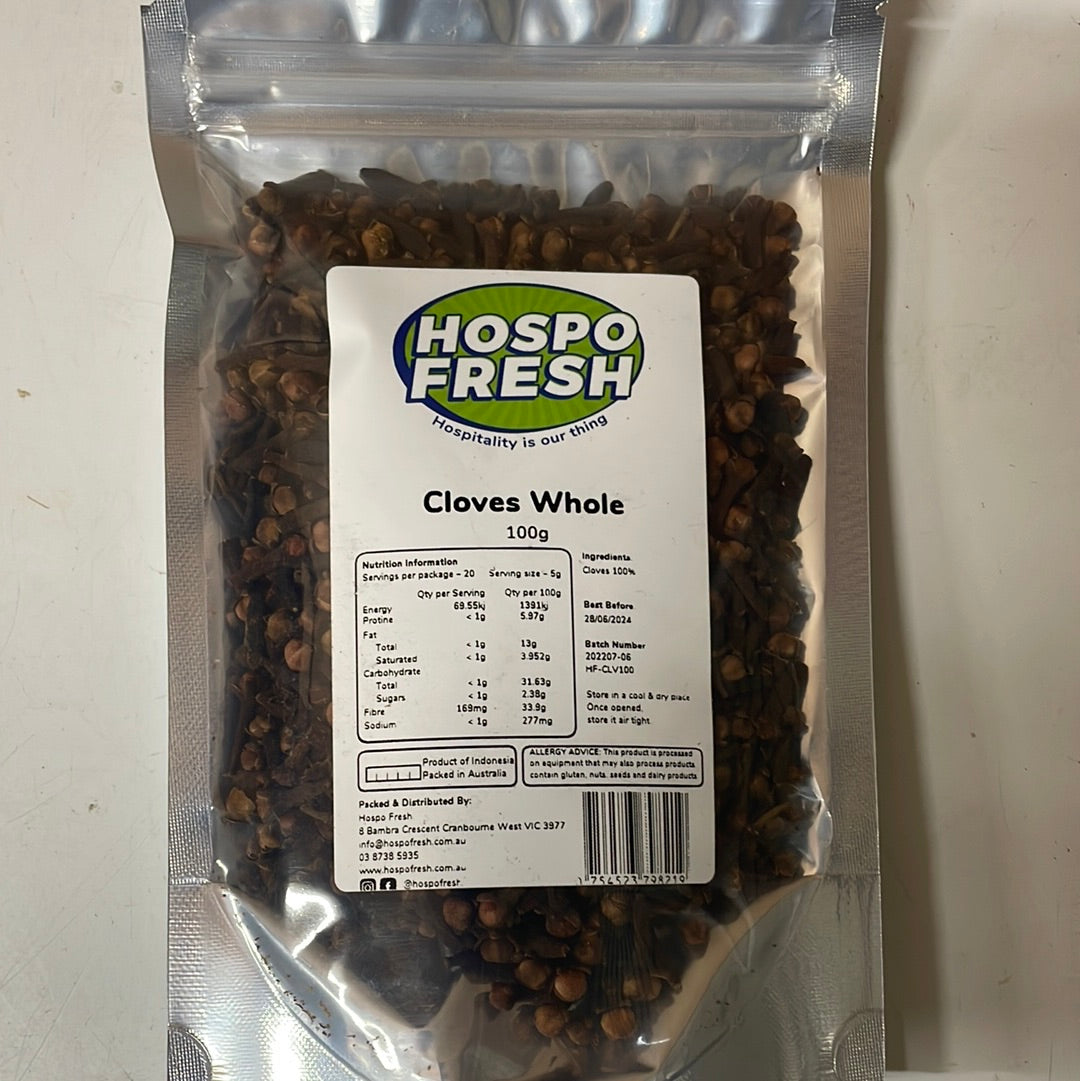 HOSPO
FRESH
Hospitality is our thing
Cloves Whole
100g
Nutrition Information
Servings per package - 20 Serving size - 5g
Qty per Serving Qty per 100g
Energy 69.55kj 1391kj
Protine < 1g 5.97g
Fat
Total < 1g 13g
Saturated < 1g 3.952g
Carbohydrate
Total < 1g 31.63g
Sugars < 1g 2.38g
Fibre 169mg 33.9g
Sodium < 1g 277mg
Ingredients
Cloves 100%
Best Before
28/06/2024
Batch Number
202207-06
HF-CLV100
Store in a cool & dry place
Once opened,
store it air tight
Product of Indonesia
Packed in Australia
ALLERGY ADVICE: This product is processed
on equipment that may also process products
contain gluten, nuts, seeds and dairy products
Packed & Distributed By:
Hospo Fresh
8 Bambra Crescent Cranbourne West VIC 3977
info@hospofresh.com.au
03 8738 5935
www.hospofresh.com.au
@hospofresh
754523 798219